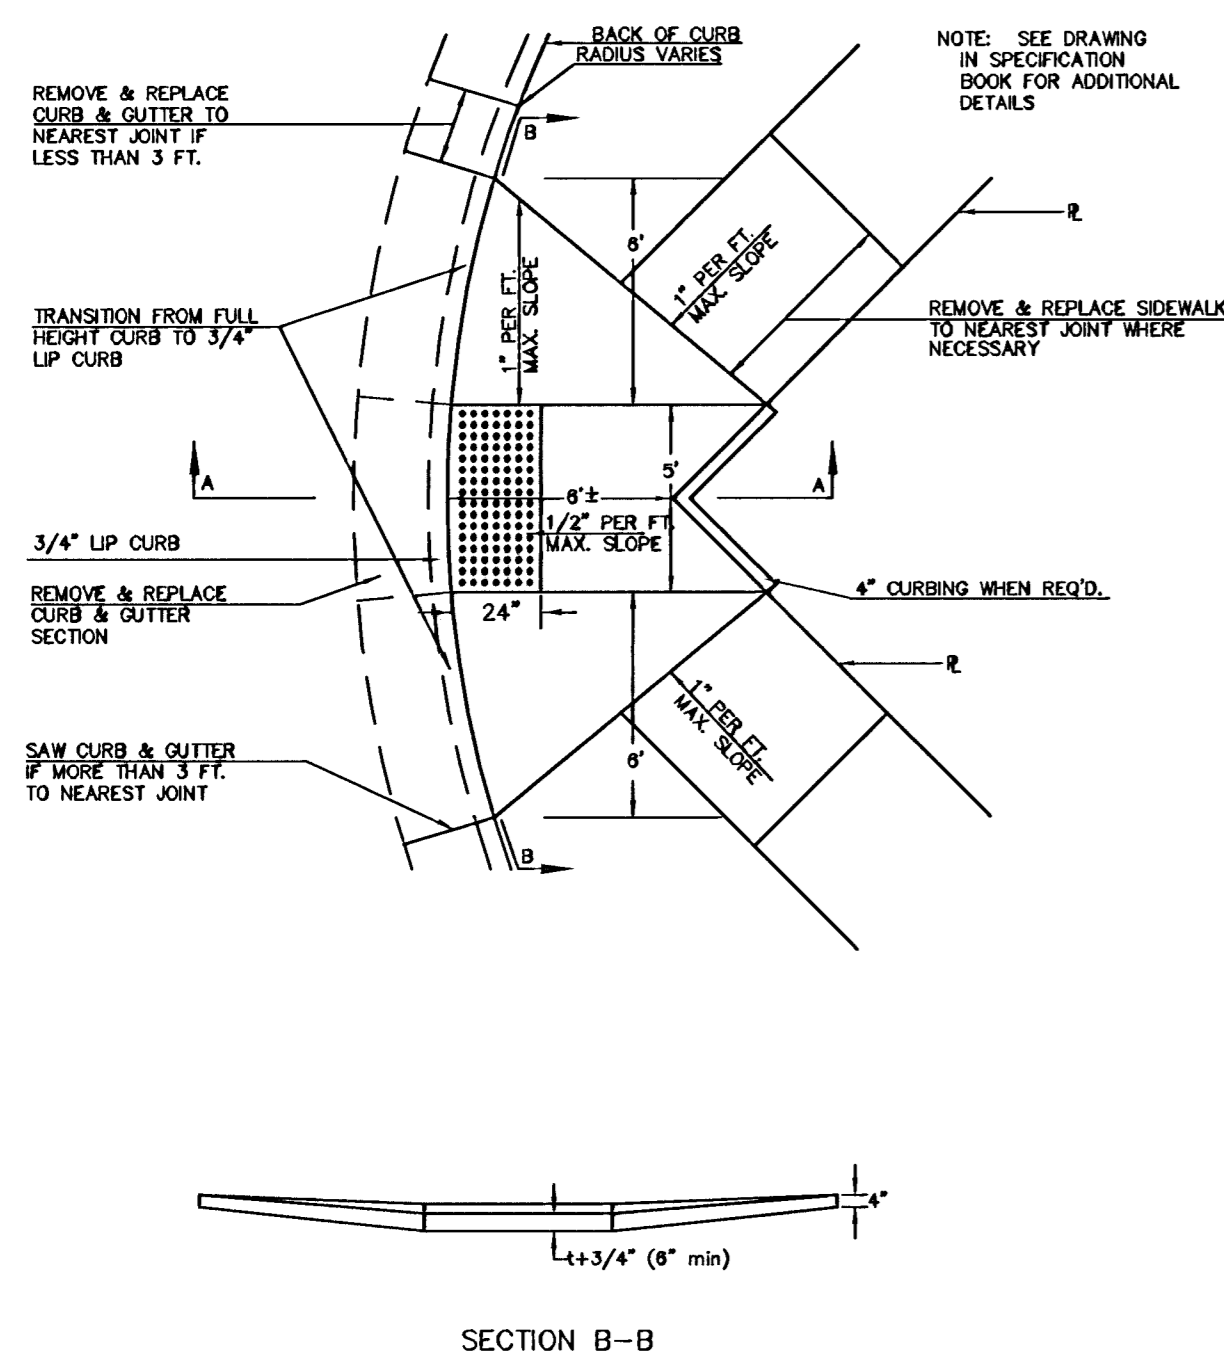 BACK OF CURB
RADIUS VARIES
NOTE: SEE DRAWING
IN SPECIFICATION
BOOK FOR ADDITIONAL
DETAILS
REMOVE & REPLACE
CURB & GUTTER TO
NEAREST JOINT IF
LESS THAN 3 FT.
B
6'
1" PER FT.
MAX. SLOPE
1" PER FT.
MAX. SLOPE
PL
REMOVE & REPLACE SIDEWALK
TO NEAREST JOINT WHERE
NECESSARY
TRANSITION FROM FULL
HEIGHT CURB TO 3/4"
LIP CURB
A
5'
6'±
A
1/2" PER FT.
MAX. SLOPE
3/4" LIP CURB
REMOVE & REPLACE
CURB & GUTTER
SECTION
24"
4" CURBING WHEN REQ'D.
PL
1" PER FT.
MAX. SLOPE
6'
SAW CURB & GUTTER
IF MORE THAN 3 FT.
TO NEAREST JOINT
B
4"
t+3/4" (6" min)
SECTION B-B